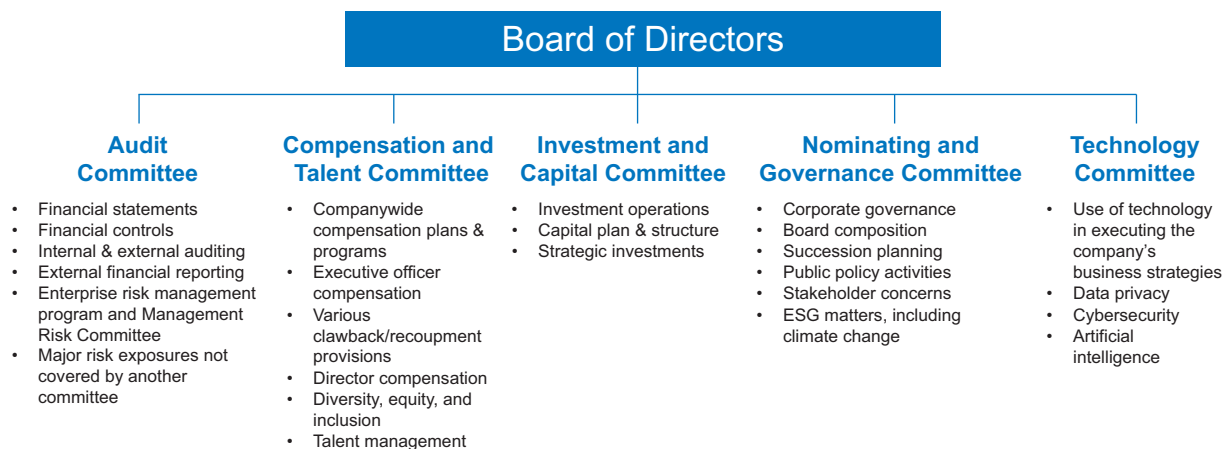 Board of Directors
Audit
Committee
• Financial statements
• Financial controls
• Internal & external auditing
• External financial reporting
• Enterprise risk management
program and Management
Risk Committee
• Major risk exposures not
covered by another
committee
Compensation and
Talent Committee
• Companywide
compensation plans &
programs
• Executive officer
compensation
• Various
clawback/recoupment
provisions
• Director compensation
• Diversity, equity, and
inclusion
• Talent management
Investment and
Capital Committee
• Investment operations
• Capital plan & structure
• Strategic investments
Nominating and
Governance Committee
• Corporate governance
• Board composition
• Succession planning
• Public policy activities
• Stakeholder concerns
• ESG matters, including
climate change
Technology
Committee
• Use of technology
in executing the
company’s
business strategies
• Data privacy
• Cybersecurity
• Artificial
intelligence